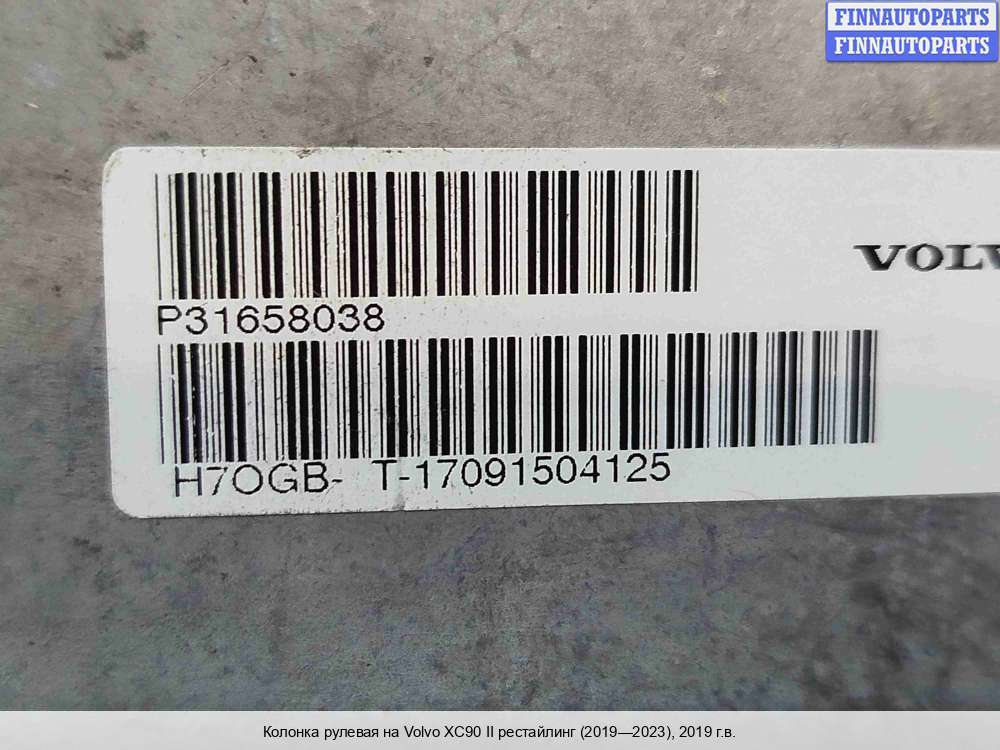 FINNAUTOPARTS
FINNAUTOPARTS
VOLV
P31658038
H7OGB- T-17091504125
Колонка рулевая на Volvo XC90 II рестайлинг (2019—2023), 2019 г.в.